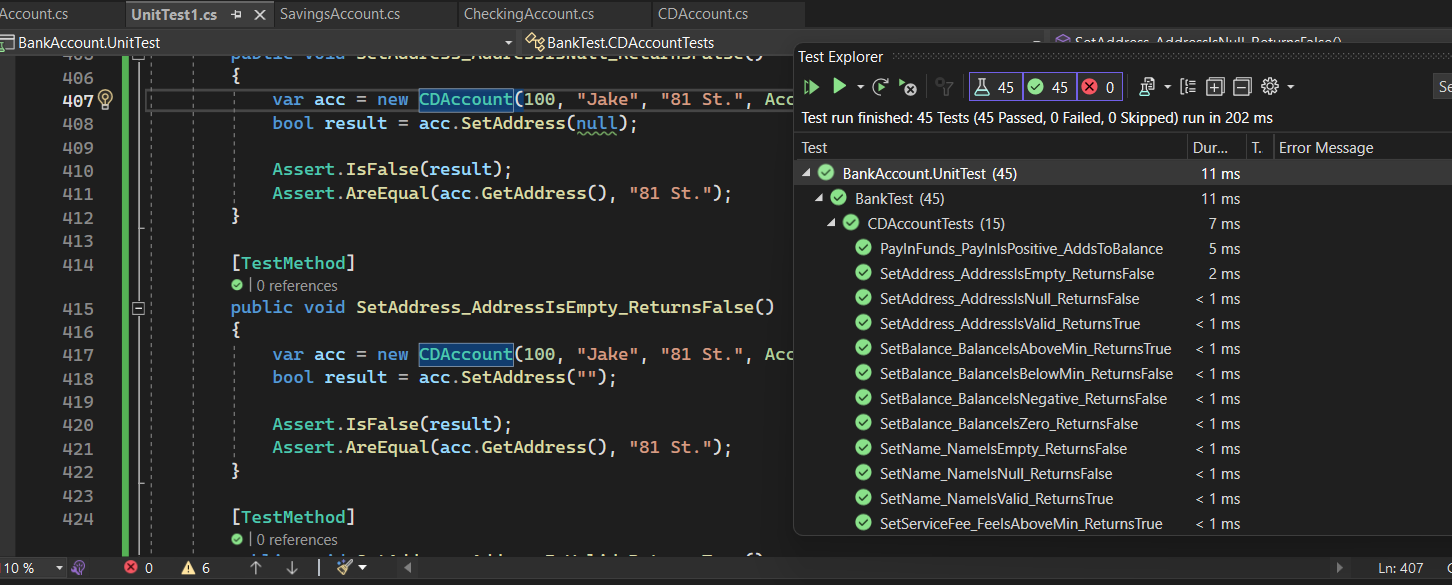 Account.cs UnitTest1.cs SavingsAccount.cs CheckingAccount.cs CDAccount.cs
BankAccount.UnitTest BankTest.CDAccountTests SetAddress_AddressIsNull_ReturnsFalse()
405 public void SetAddress_AddressIsNull_ReturnsFalse()
406 {
407 var acc = new CDAccount(100, "Jake", "81 St.", Acc
408 bool result = acc.SetAddress(null);
409
410 Assert.IsFalse(result);
411 Assert.AreEqual(acc.GetAddress(), "81 St.");
412 }
413
414 [TestMethod]
| 0 references
415 public void SetAddress_AddressIsEmpty_ReturnsFalse()
416 {
417 var acc = new CDAccount(100, "Jake", "81 St.", Acc
418 bool result = acc.SetAddress("");
419
420 Assert.IsFalse(result);
421 Assert.AreEqual(acc.GetAddress(), "81 St.");
422 }
423
424 [TestMethod]
| 0 references
public void SetAddress_AddressIsValid_ReturnsTrue()
Test Explorer
45 45 0
Se
Test run finished: 45 Tests (45 Passed, 0 Failed, 0 Skipped) run in 202 ms
Test Dur... T. Error Message
BankAccount.UnitTest (45) 11 ms
BankTest (45) 11 ms
CDAccountTests (15) 7 ms
PayInFunds_PayInIsPositive_AddsToBalance 5 ms
SetAddress_AddressIsEmpty_ReturnsFalse 2 ms
SetAddress_AddressIsNull_ReturnsFalse < 1 ms
SetAddress_AddressIsValid_ReturnsTrue < 1 ms
SetBalance_BalanceIsAboveMin_ReturnsTrue < 1 ms
SetBalance_BalanceIsBelowMin_ReturnsFalse < 1 ms
SetBalance_BalanceIsNegative_ReturnsFalse < 1 ms
SetBalance_BalanceIsZero_ReturnsFalse < 1 ms
SetName_NameIsEmpty_ReturnsFalse < 1 ms
SetName_NameIsNull_ReturnsFalse < 1 ms
SetName_NameIsValid_ReturnsTrue < 1 ms
SetServiceFee_FeeIsAboveMin_ReturnsTrue < 1 ms
110 % 0 6 Ln: 407